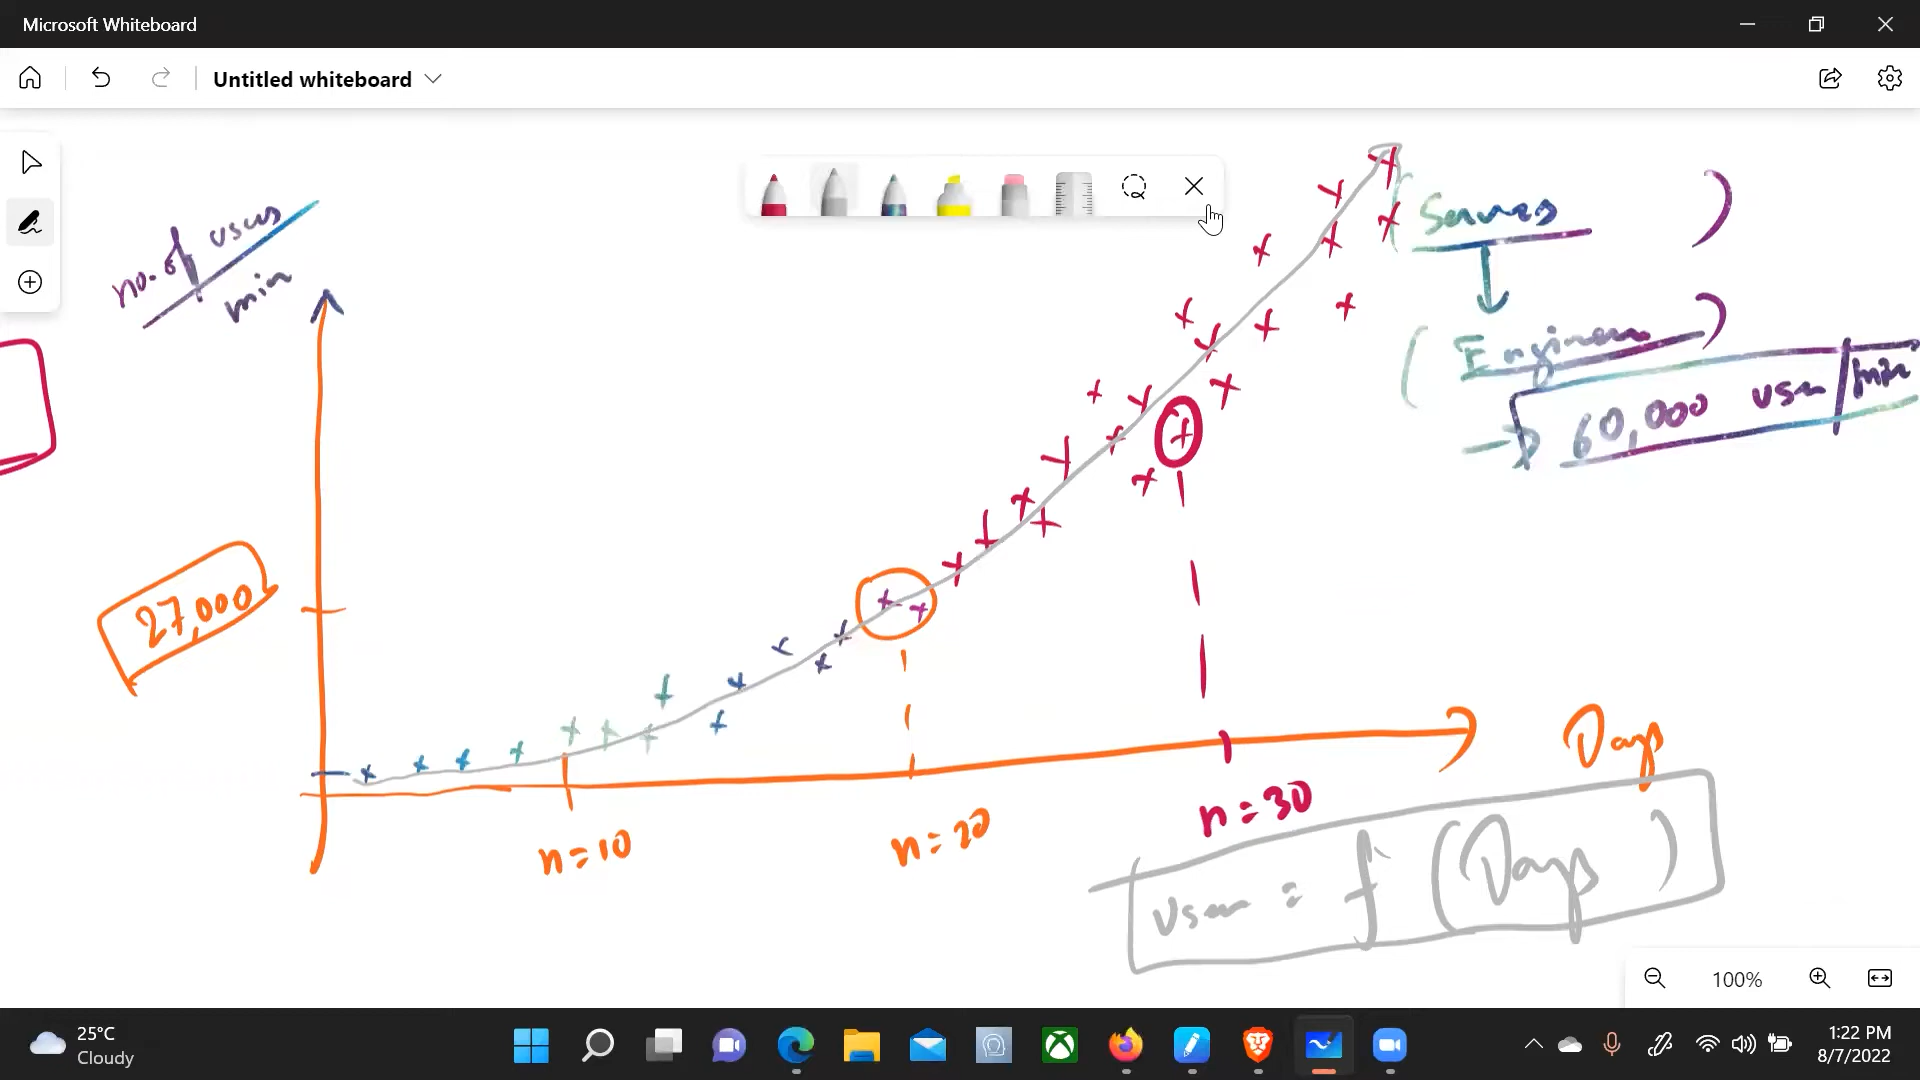 Microsoft Whiteboard
Untitled whiteboard
no. of users
min
Servers
( Engineers )
→ 60,000 user/min
27,000
Days
n=10
n=20
n=30
user = f (Days)
100%
25°C
Cloudy
1:22 PM
8/7/2022